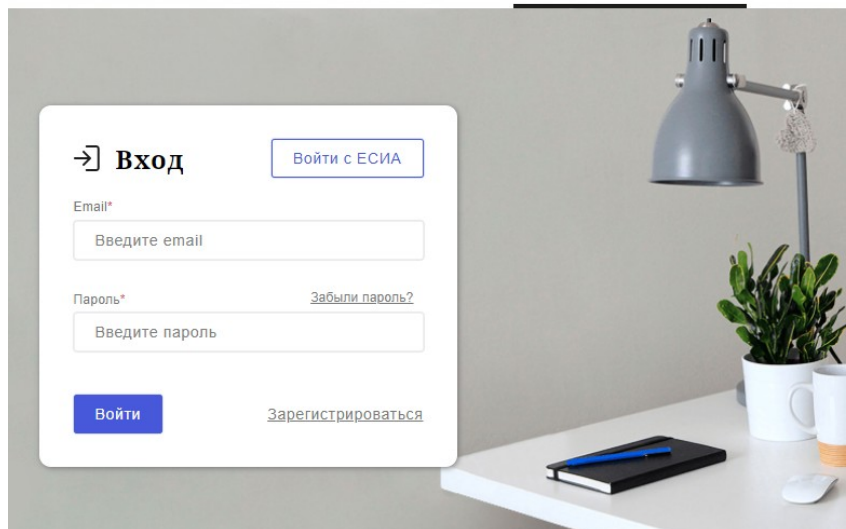 Вход
Войти с ЕСИА
Email*
Введите email
Пароль*
Забыли пароль?
Введите пароль
Войти
Зарегистрироваться